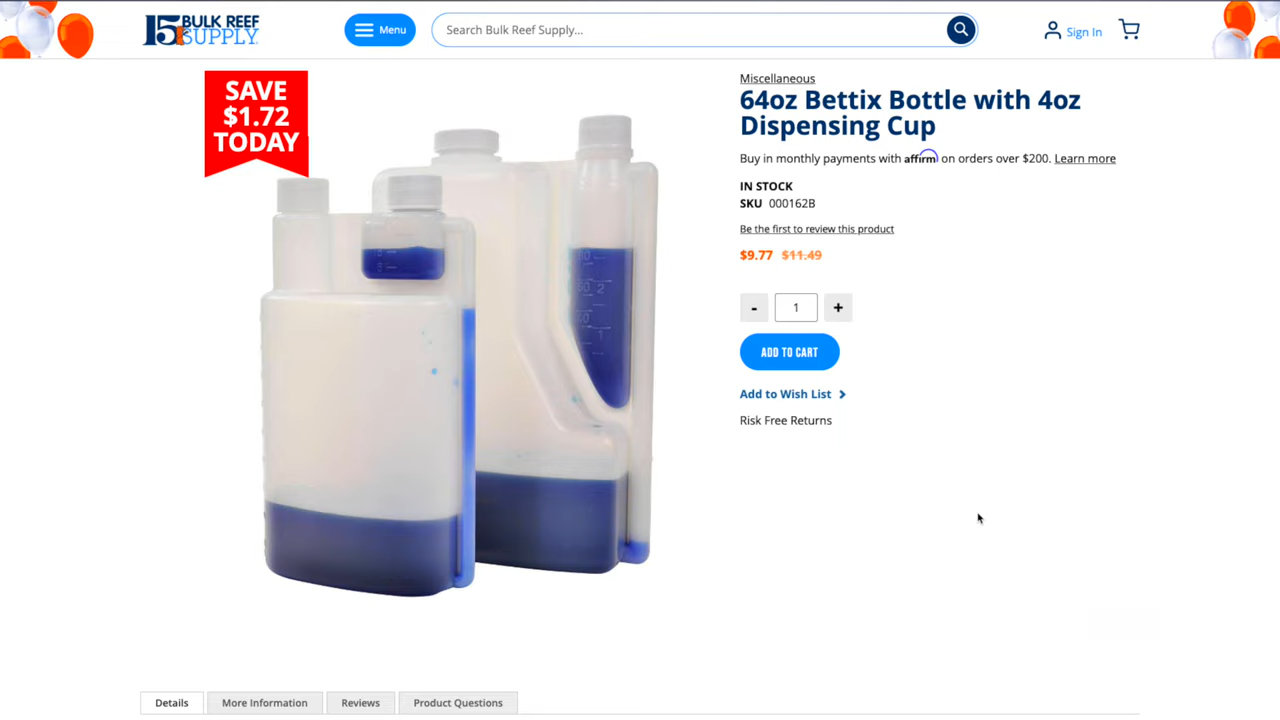 15 BULK REEF
SUPPLY
Menu
Search Bulk Reef Supply...
Sign In
SAVE
$1.72
TODAY
Miscellaneous
64oz Bettix Bottle with 4oz
Dispensing Cup
Buy in monthly payments with affirm on orders over $200. Learn more
IN STOCK
SKU 000162B
Be the first to review this product
$9.77 $11.49
- 1 +
ADD TO CART
Add to Wish List
Risk Free Returns
Details More Information Reviews Product Questions